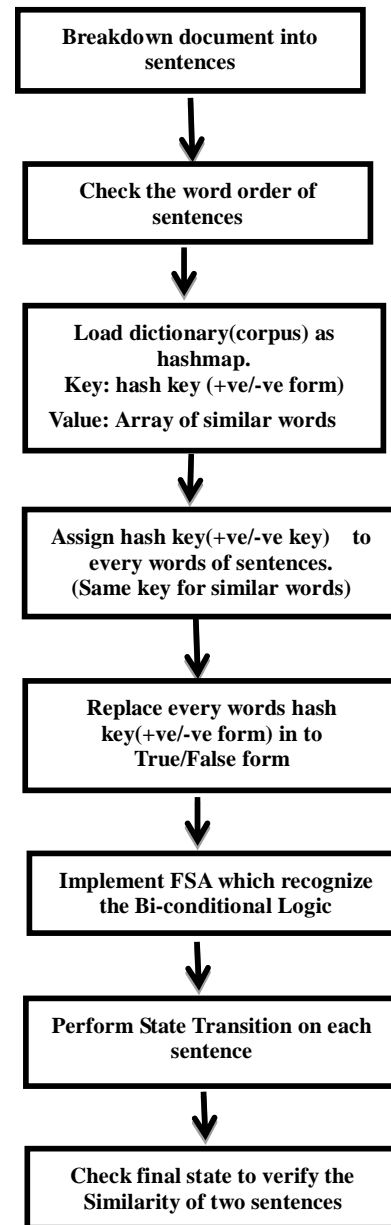 Breakdown document into
sentences
Check the word order of
sentences
Load dictionary(corpus) as
hashmap.
Key: hash key (+ve/-ve form)
Value: Array of similar words
Assign hash key(+ve/-ve key) to
every words of sentences.
(Same key for similar words)
Replace every words hash
key(+ve/-ve form) in to
True/False form
Implement FSA which recognize
the Bi-conditional Logic
Perform State Transition on each
sentence
Check final state to verify the
Similarity of two sentences